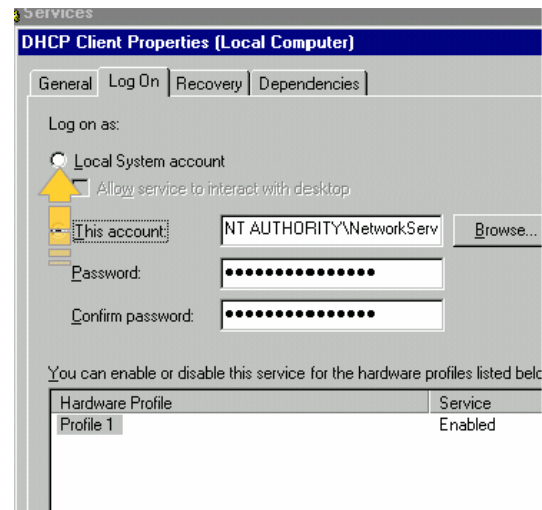 Services
DHCP Client Properties (Local Computer)
General Log On Recovery Dependencies
Log on as:
Local System account
Allow service to interact with desktop
This account: NT AUTHORITY\NetworkServ Browse...
Password: ●●●●●●●●●●●●●●●
Confirm password: ●●●●●●●●●●●●●●●
You can enable or disable this service for the hardware profiles listed belo
Hardware Profile Service
Profile 1 Enabled